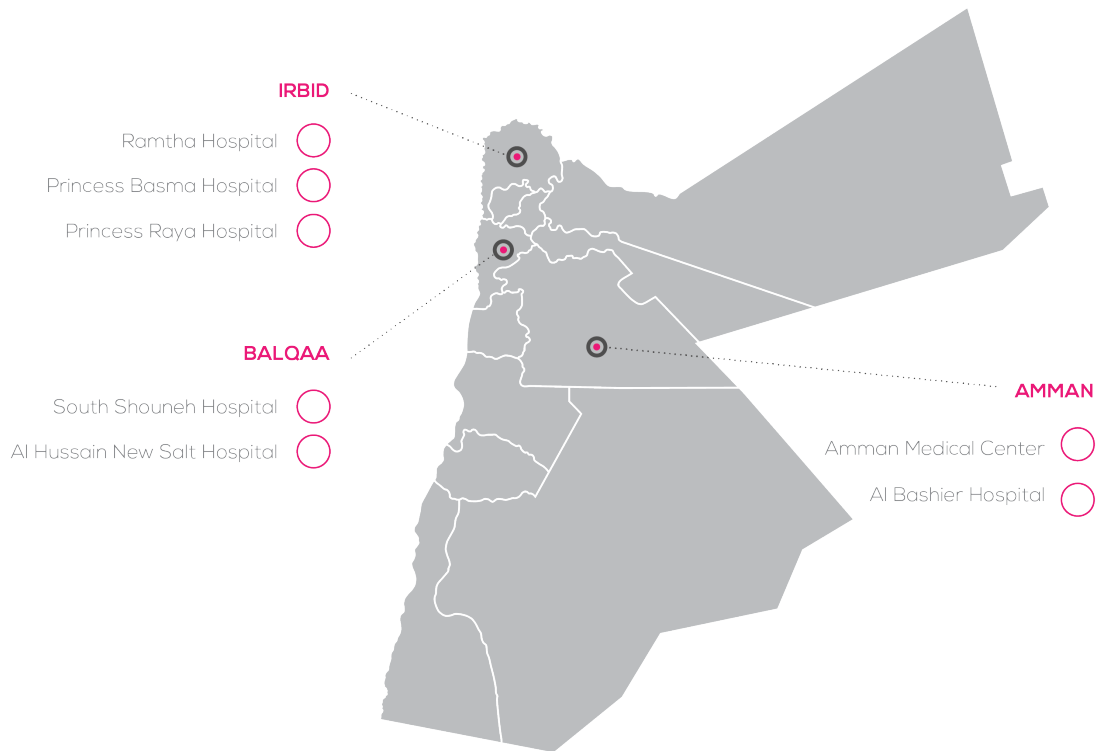 IRBID
Ramtha Hospital
Princess Basma Hospital
Princess Raya Hospital
BALQAA
South Shouneh Hospital
Al Hussain New Salt Hospital
AMMAN
Amman Medical Center
Al Bashier Hospital